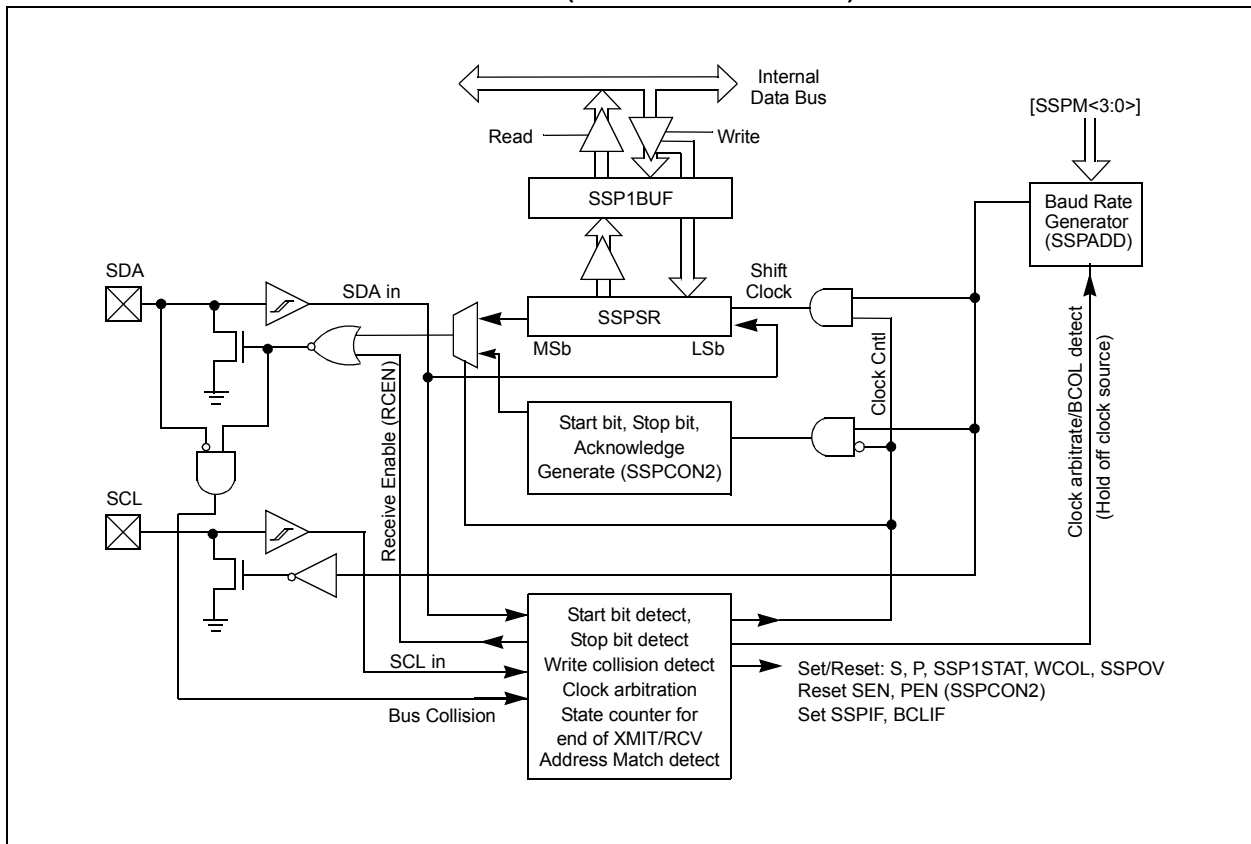 Internal
Data Bus
[SSPM<3:0>]
Read
Write
SSP1BUF
Baud Rate
Generator
(SSPADD)
SDA
Shift
Clock
SDA in
SSPSR
MSb
LSb
Receive Enable (RCEN)
Clock Cntl
Clock arbitrate/BCOL detect
(Hold off clock source)
Start bit, Stop bit,
Acknowledge
Generate (SSPCON2)
SCL
Start bit detect,
Stop bit detect
Write collision detect
Clock arbitration
State counter for
end of XMIT/RCV
Address Match detect
SCL in
Bus Collision
Set/Reset: S, P, SSP1STAT, WCOL, SSPOV
Reset SEN, PEN (SSPCON2)
Set SSPIF, BCLIF